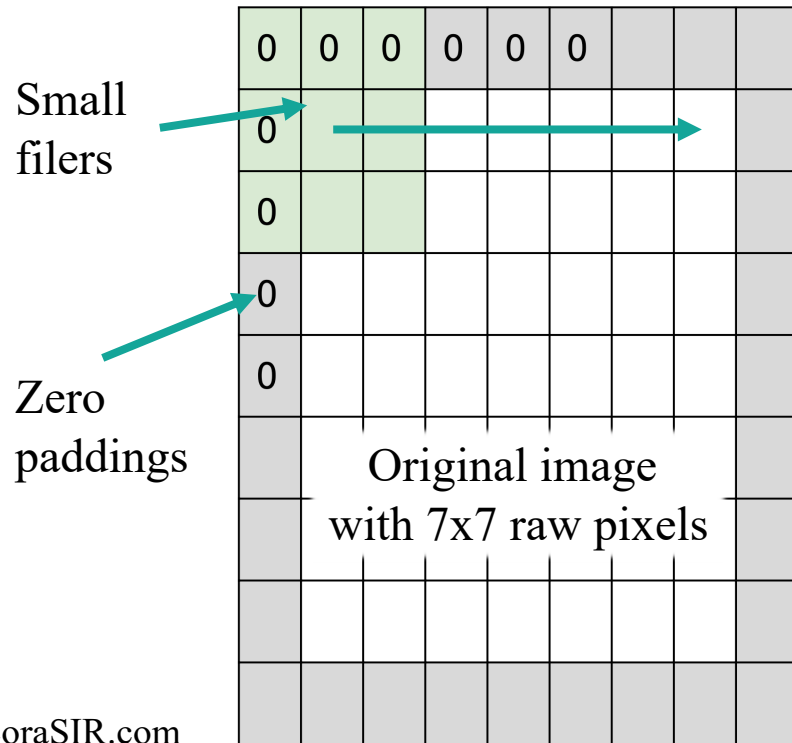 0 0 0 0 0 0
Small
filers
0
0
0
0
Zero
paddings
Original image
with 7x7 raw pixels
oraSIR.com